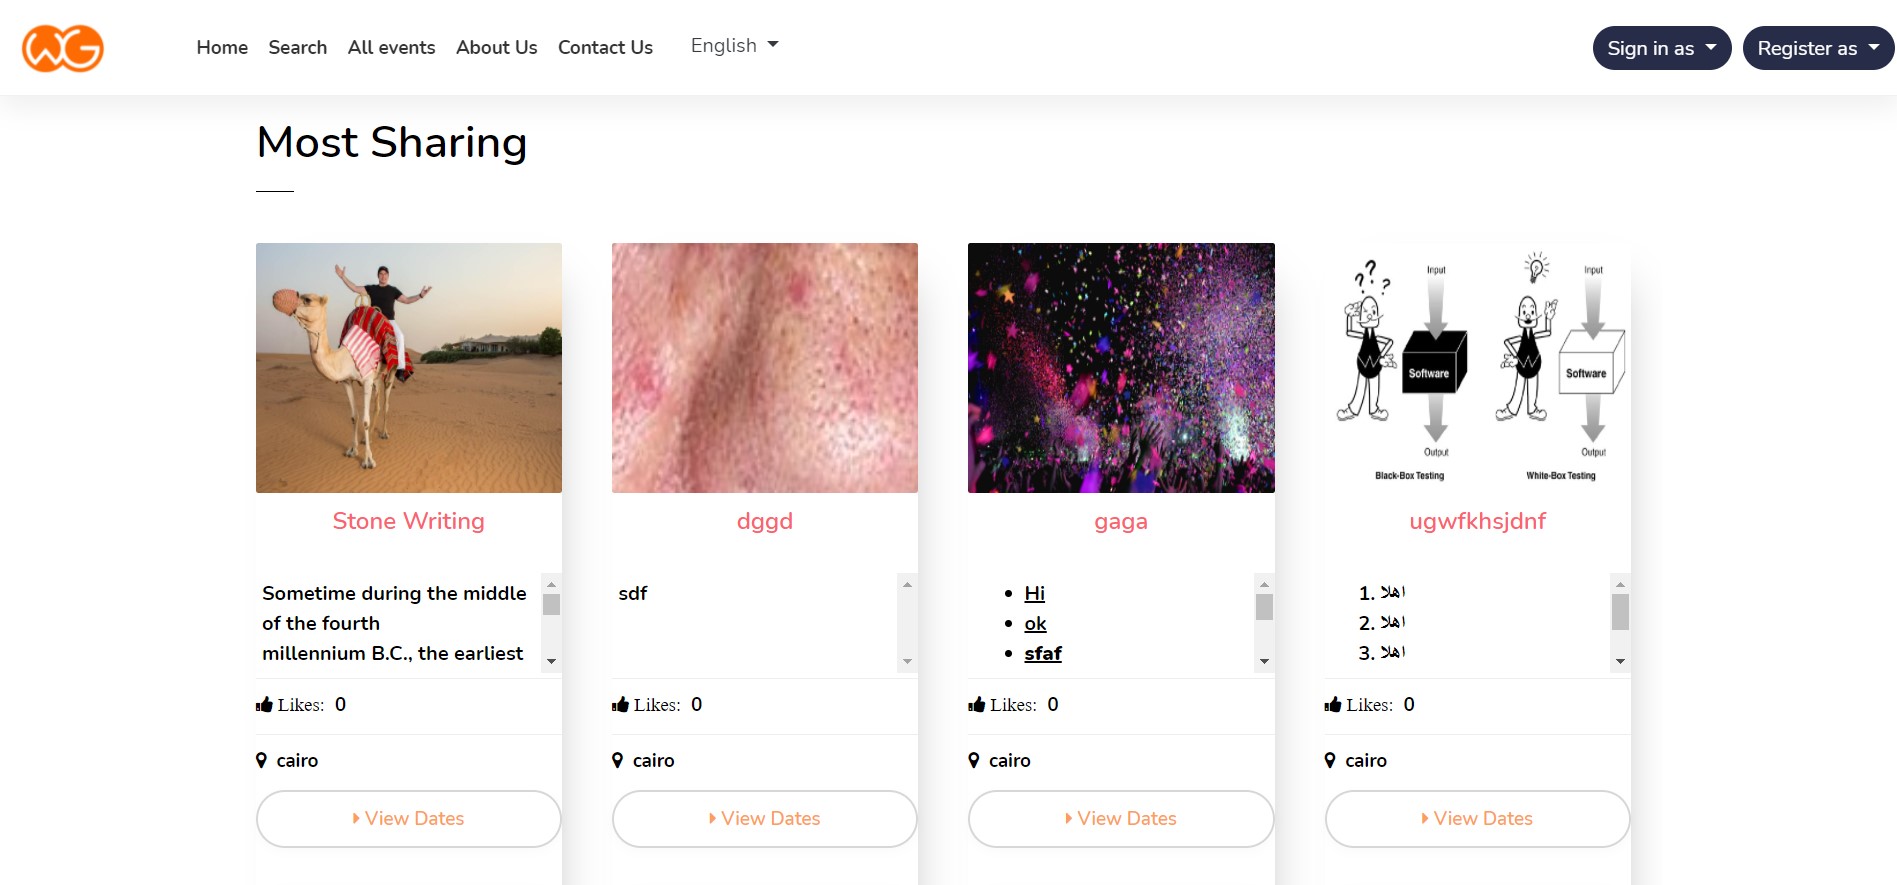 WG
Home Search All events About Us Contact Us English Sign in as Register as
Most Sharing
Input Input
Software Software
Output Output
Black-Box Testing White-Box Testing
Stone Writing
Sometime during the middle
of the fourth
millennium B.C., the earliest
Likes: 0
cairo
View Dates
dggd
sdf
Likes: 0
cairo
View Dates
gaga
• Hi
• ok
• sfaf
Likes: 0
cairo
View Dates
ugwfkhsjdnf
1. اهلا
2. اهلا
3. اهلا
Likes: 0
cairo
View Dates